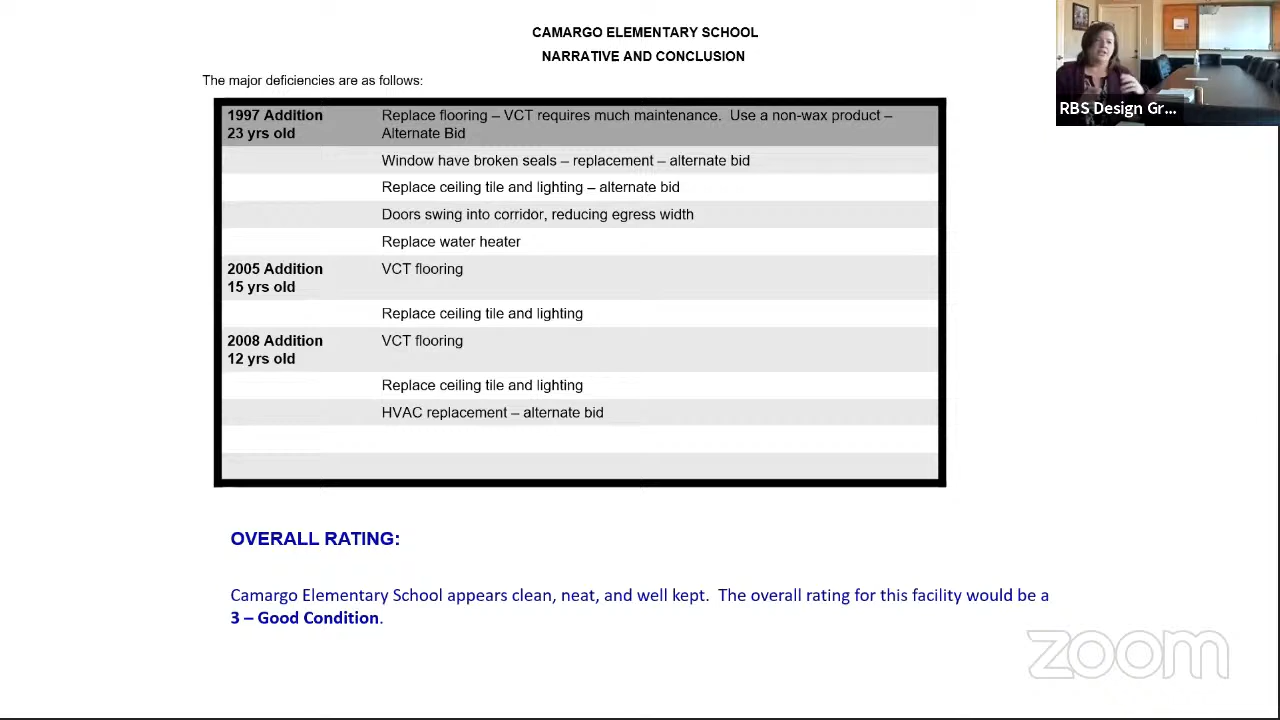 CAMARGO ELEMENTARY SCHOOL
NARRATIVE AND CONCLUSION
The major deficiencies are as follows:
1997 Addition
23 yrs old
Replace flooring – VCT requires much maintenance. Use a non-wax product –
Alternate Bid
Window have broken seals – replacement – alternate bid
Replace ceiling tile and lighting – alternate bid
Doors swing into corridor, reducing egress width
Replace water heater
2005 Addition
15 yrs old
VCT flooring
Replace ceiling tile and lighting
2008 Addition
12 yrs old
VCT flooring
Replace ceiling tile and lighting
HVAC replacement – alternate bid
OVERALL RATING:
Camargo Elementary School appears clean, neat, and well kept. The overall rating for this facility would be a
3 – Good Condition.
RBS Design Gr...
zoom